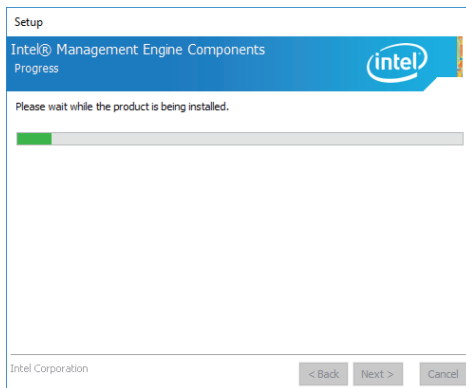 Setup
Intel® Management Engine Components
Progress
intel
Please wait while the product is being installed.
Intel Corporation
< Back Next > Cancel